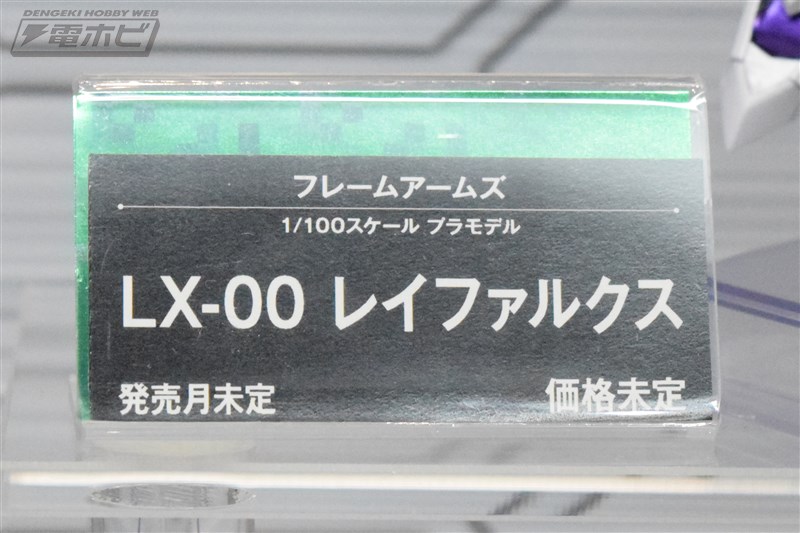 DENGEKI HOBBY WEB
電ホビ
フレームアームズ
1/100スケール プラモデル
LX-00 レイファルクス
発売月未定
価格未定